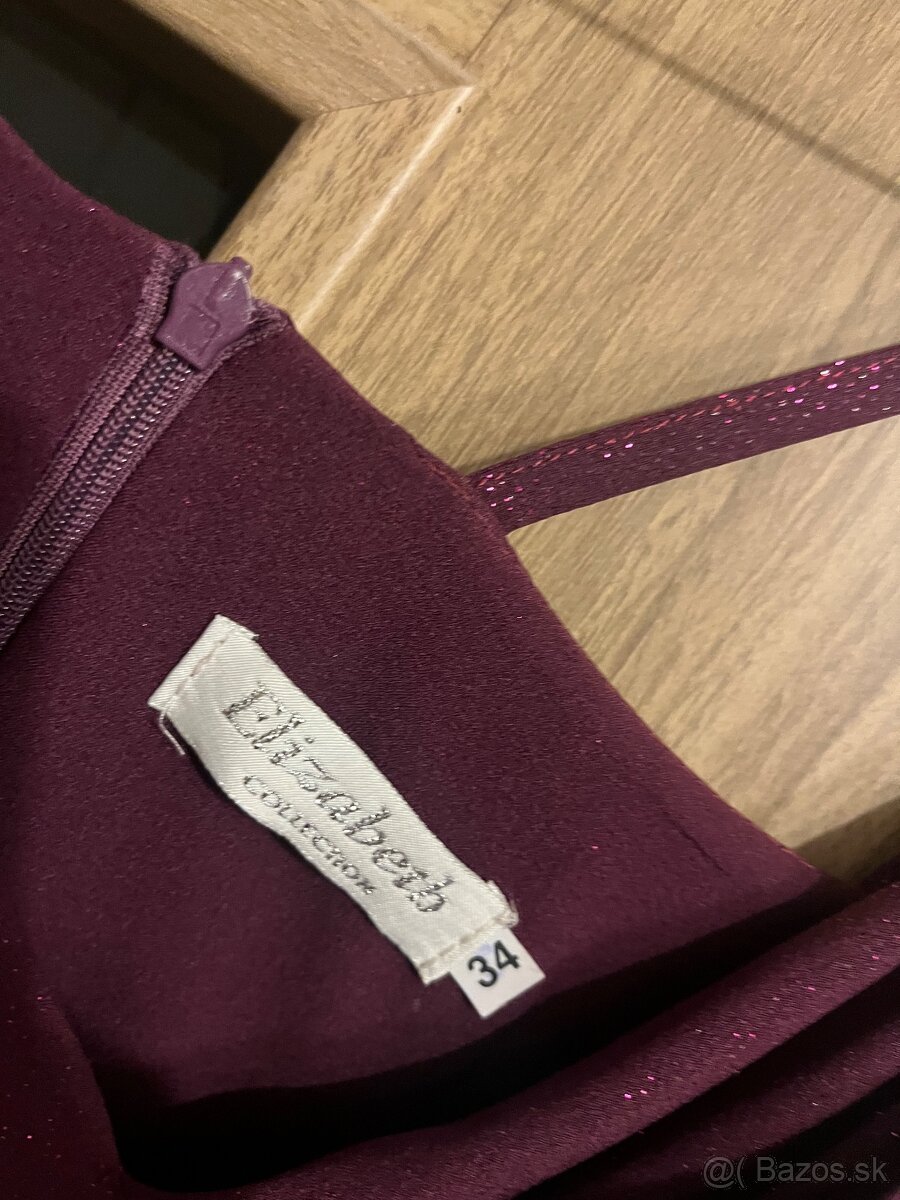 Elizabeth
COLLECTION
34
@( Bazos.sk